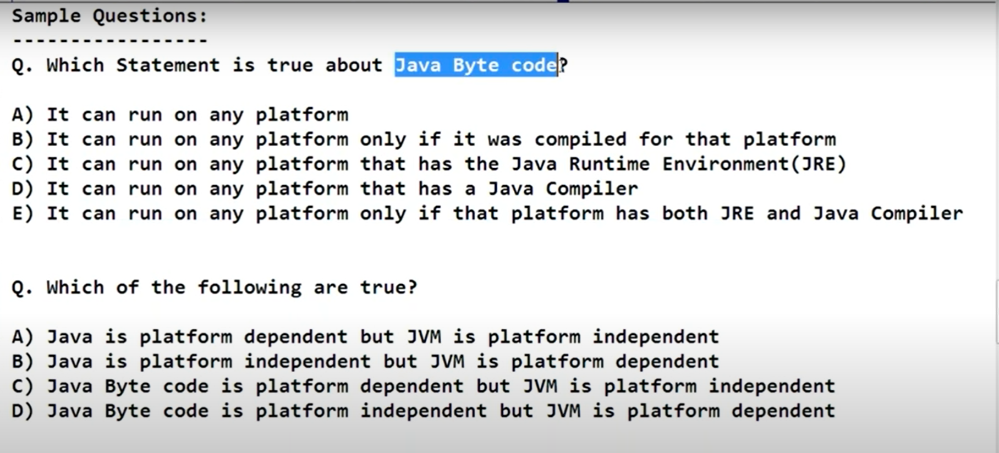 Sample Questions:
-----------------
Q. Which Statement is true about Java Byte code?
A) It can run on any platform
B) It can run on any platform only if it was compiled for that platform
C) It can run on any platform that has the Java Runtime Environment(JRE)
D) It can run on any platform that has a Java Compiler
E) It can run on any platform only if that platform has both JRE and Java Compiler
Q. Which of the following are true?
A) Java is platform dependent but JVM is platform independent
B) Java is platform independent but JVM is platform dependent
C) Java Byte code is platform dependent but JVM is platform independent
D) Java Byte code is platform independent but JVM is platform dependent